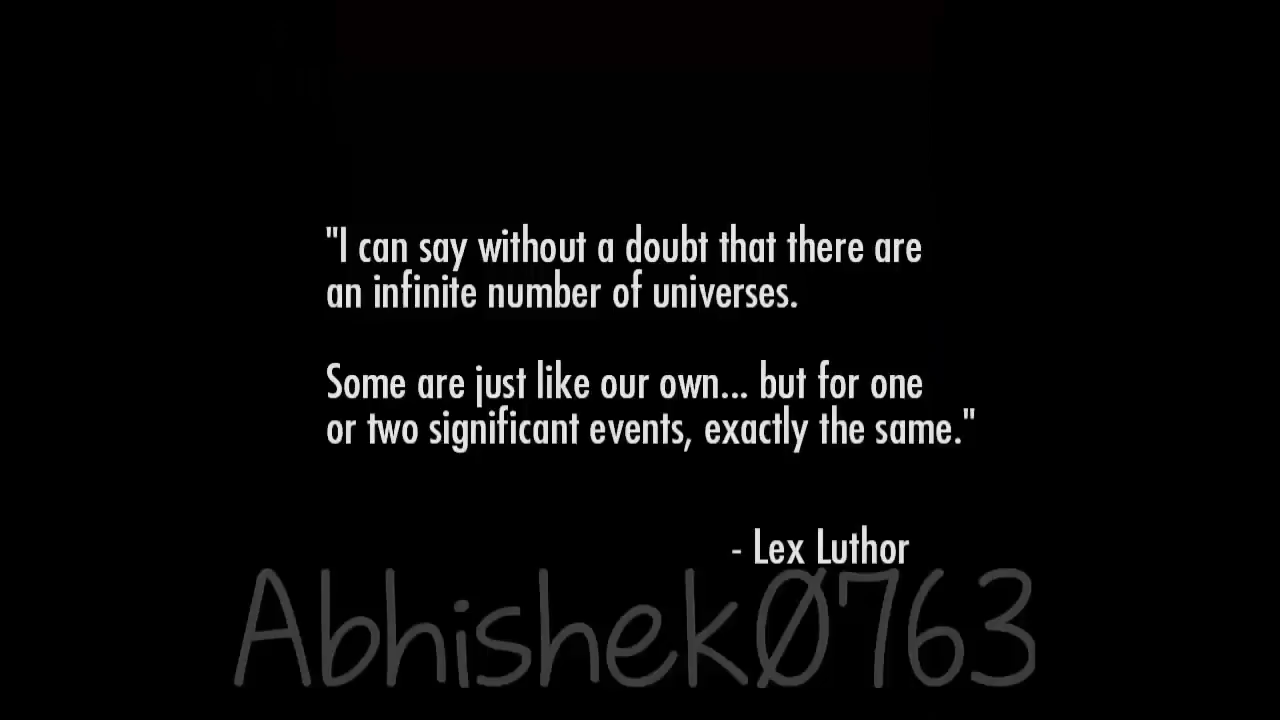 "I can say without a doubt that there are
an infinite number of universes.
Some are just like our own... but for one
or two significant events, exactly the same."
- Lex Luthor
Abhishek0763